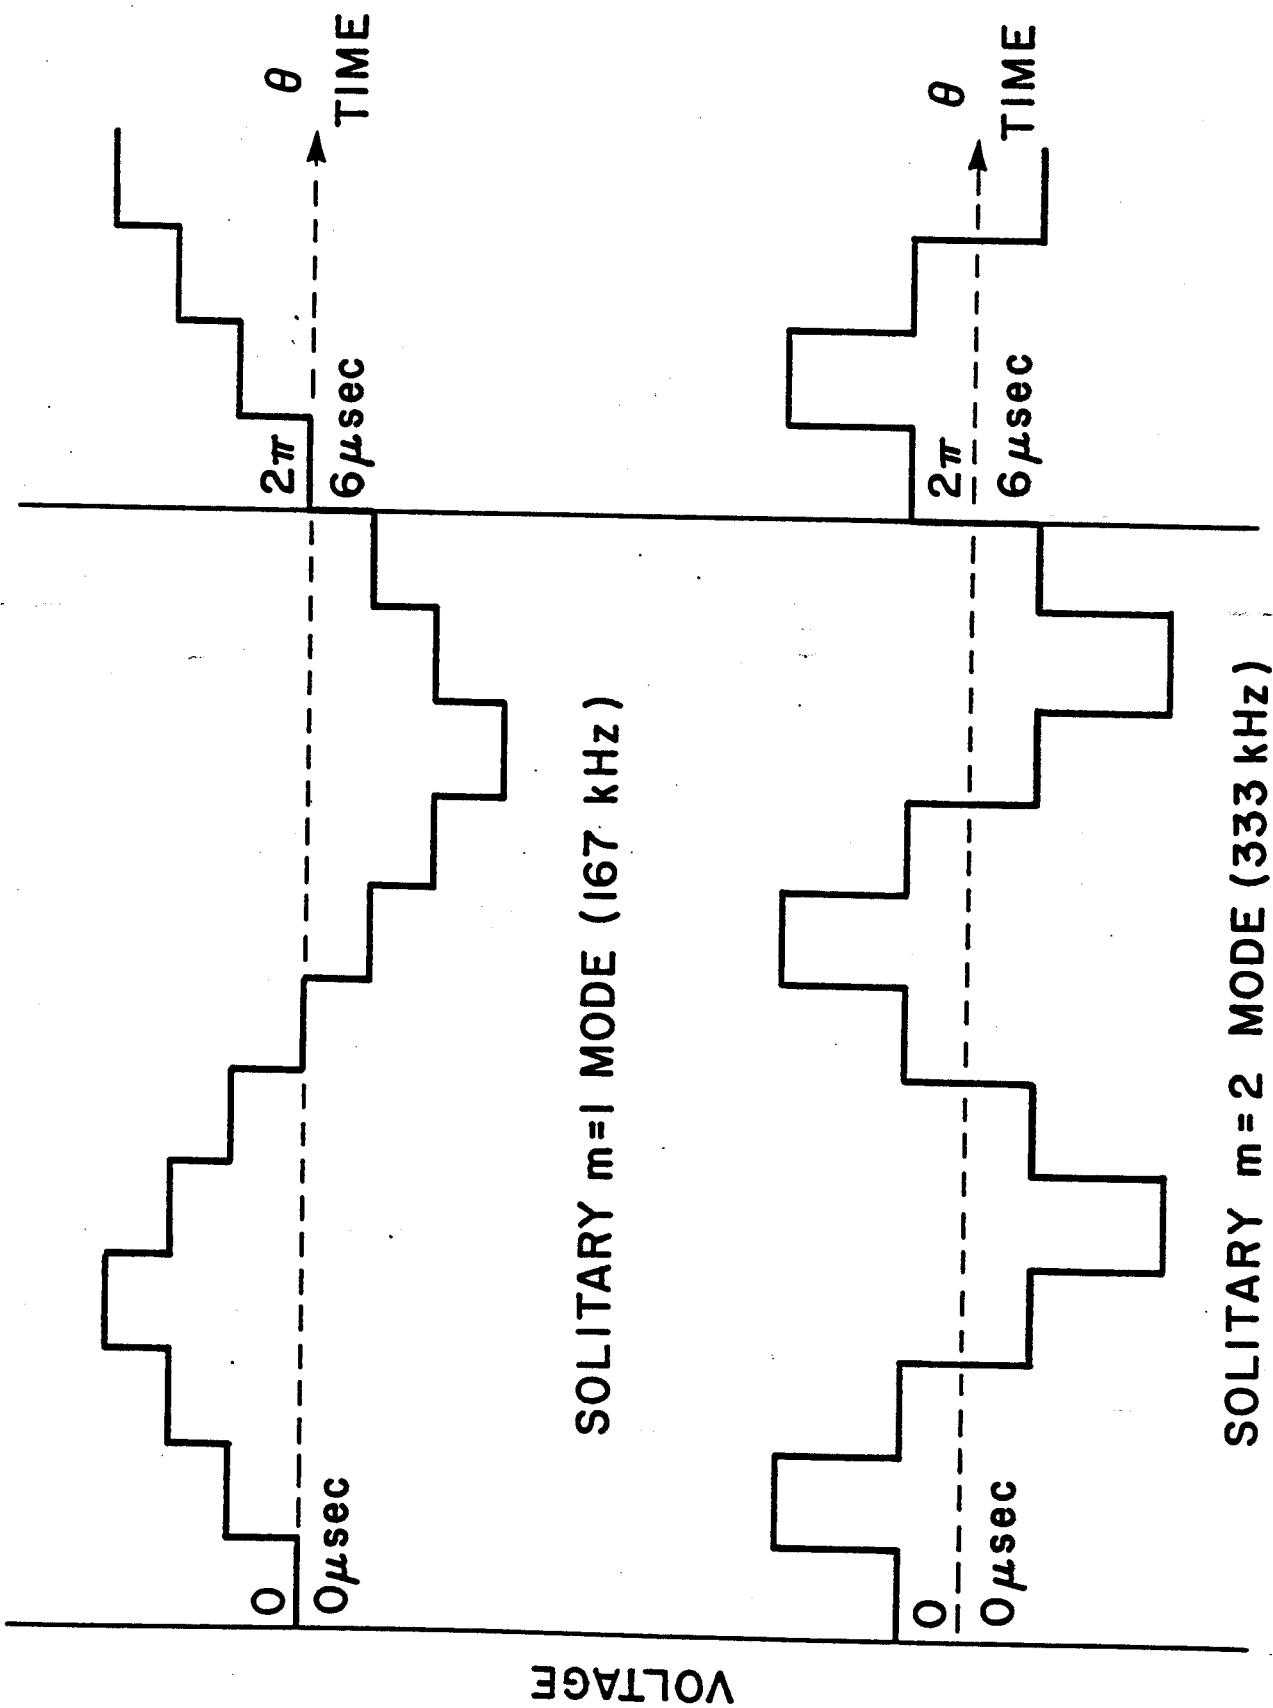 VOLTAGE
0
0μsec
2π
6μsec
θ
TIME
SOLITARY m=1 MODE (167 kHz)
0
0μsec
2π
6μsec
θ
TIME
SOLITARY m=2 MODE (333 kHz)